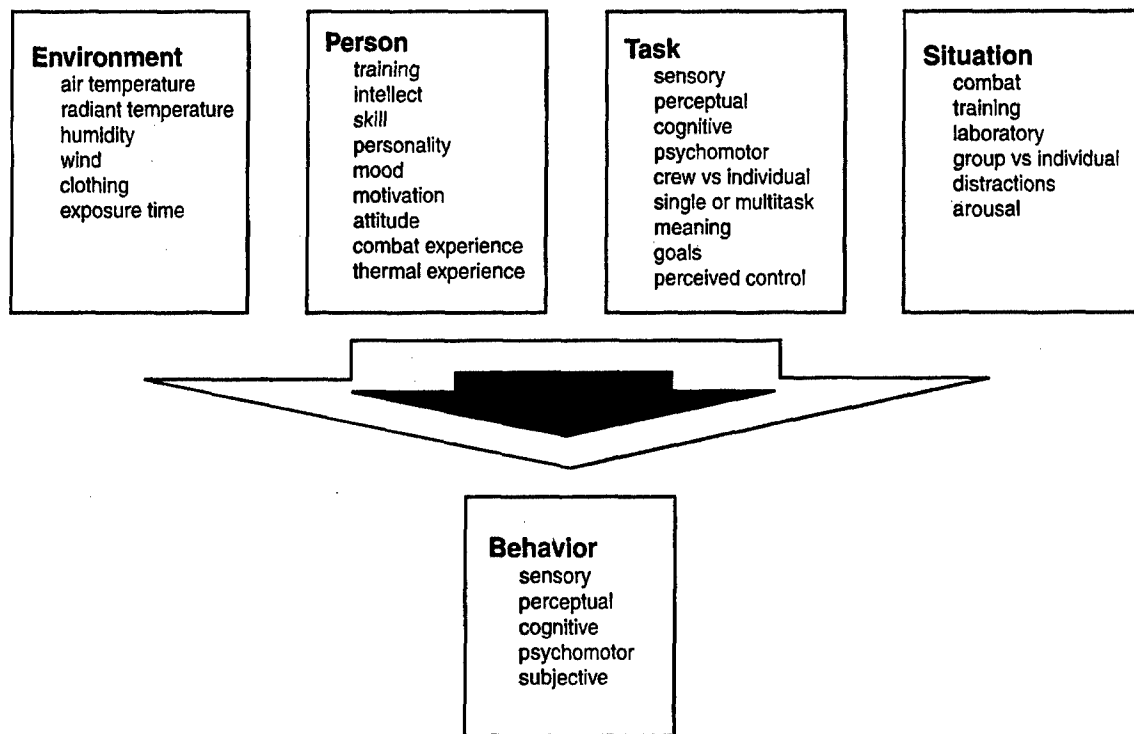 Environment
air temperature
radiant temperature
humidity
wind
clothing
exposure time
Person
training
intellect
skill
personality
mood
motivation
attitude
combat experience
thermal experience
Task
sensory
perceptual
cognitive
psychomotor
crew vs individual
single or multitask
meaning
goals
perceived control
Situation
combat
training
laboratory
group vs individual
distractions
arousal
Behavior
sensory
perceptual
cognitive
psychomotor
subjective